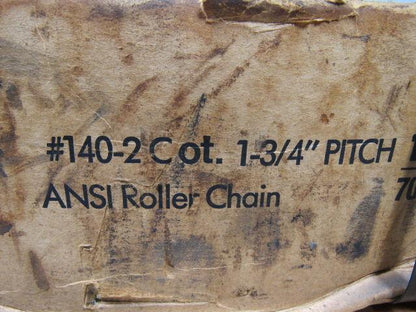 #140-2 Cot. 1-3/4" PITCH
ANSI Roller Chain